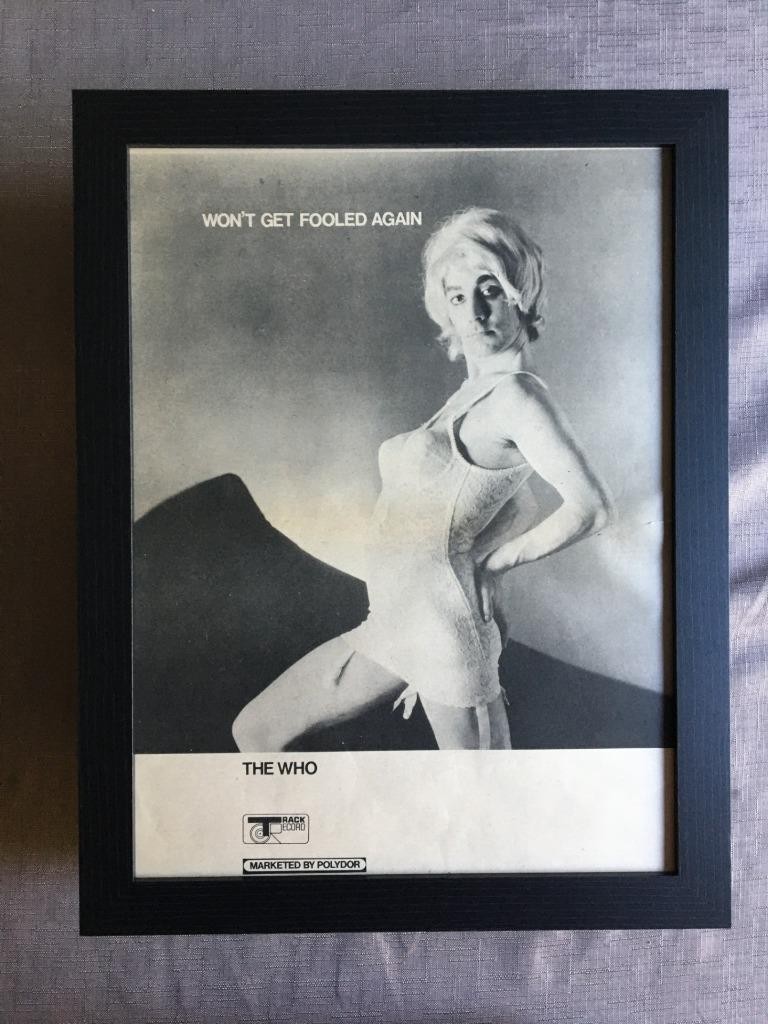 WON'T GET FOOLED AGAIN
THE WHO
TRACK
RECORD
MARKETED BY POLYDOR